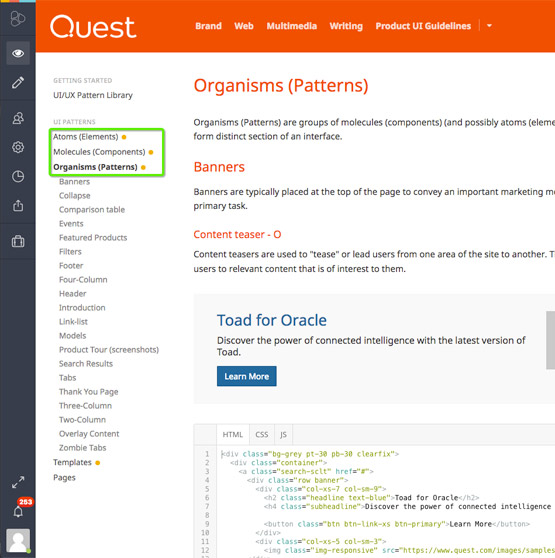 Quest
Brand Web Multimedia Writing Product UI Guidelines
GETTING STARTED
UI/UX Pattern Library
UI PATTERNS
Atoms (Elements)
Molecules (Components)
Organisms (Patterns)
Banners
Collapse
Comparison table
Events
Featured Products
Filters
Footer
Four-Column
Header
Introduction
Link-list
Models
Product Tour (screenshots)
Search Results
Tabs
Thank You Page
Three-Column
Two-Column
Overlay Content
Zombie Tabs
Templates
Pages
263
Organisms (Patterns)
Organisms (Patterns) are groups of molecules (components) (and possibly atoms (eleme
form distinct section of an interface.
Banners
Banners are typically placed at the top of the page to convey an important marketing m
primary task.
Content teaser - O
Content teasers are used to "tease" or lead users from one area of the site to another. T
users to relevant content that is of interest to them.
Toad for Oracle
Discover the power of connected intelligence with the latest version of
Toad.
Learn More
HTML CSS JS
1 <div class="bg-grey pt-30 pb-30 clearfix">
2 <div class="container">
3 <a class="search-sclt" href="#">
4 <div class="row banner">
5 <div class="col-xs-7 col-sm-9">
6 <h2 class="headline text-blue">Toad for Oracle</h2>
7 <h4 class="subheadline">Discover the power of connected intelligence
8
9 <button class="btn btn-link-xs btn-primary">Learn More</button>
10 </div>
11 <div class="col-xs-5 col-sm-3">
12 <img class="img-responsive" src="https://www.quest.com/images/samples